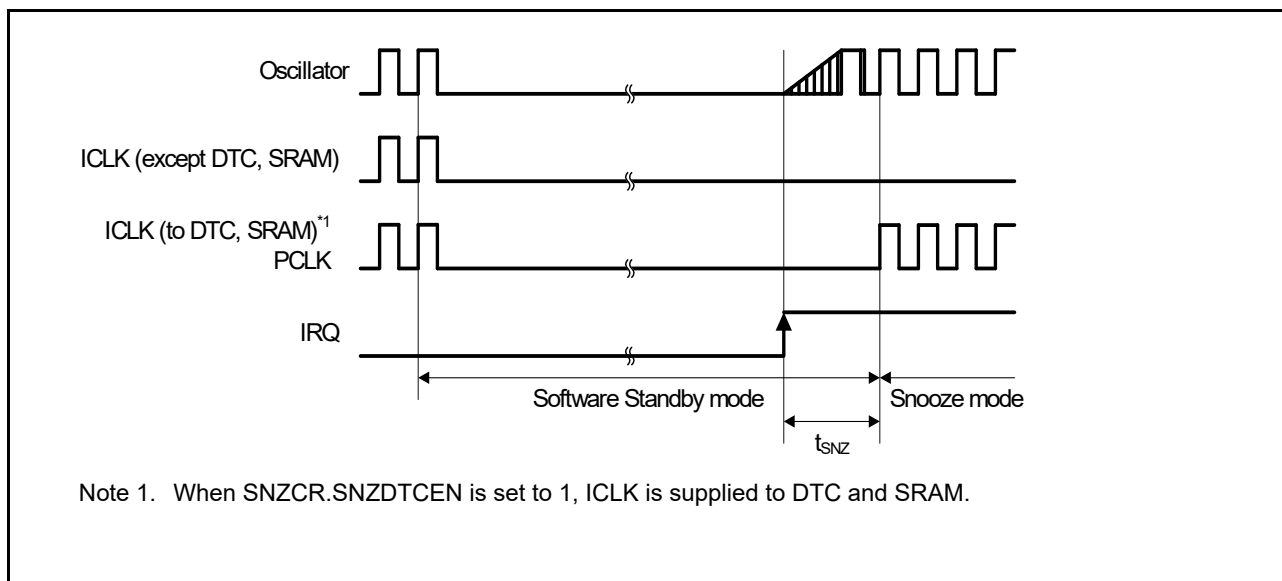 Oscillator
ICLK (except DTC, SRAM)
ICLK (to DTC, SRAM)*1
PCLK
IRQ
Software Standby mode
Snooze mode
tSNZ
Note 1. When SNZCR.SNZDTCEN is set to 1, ICLK is supplied to DTC and SRAM.